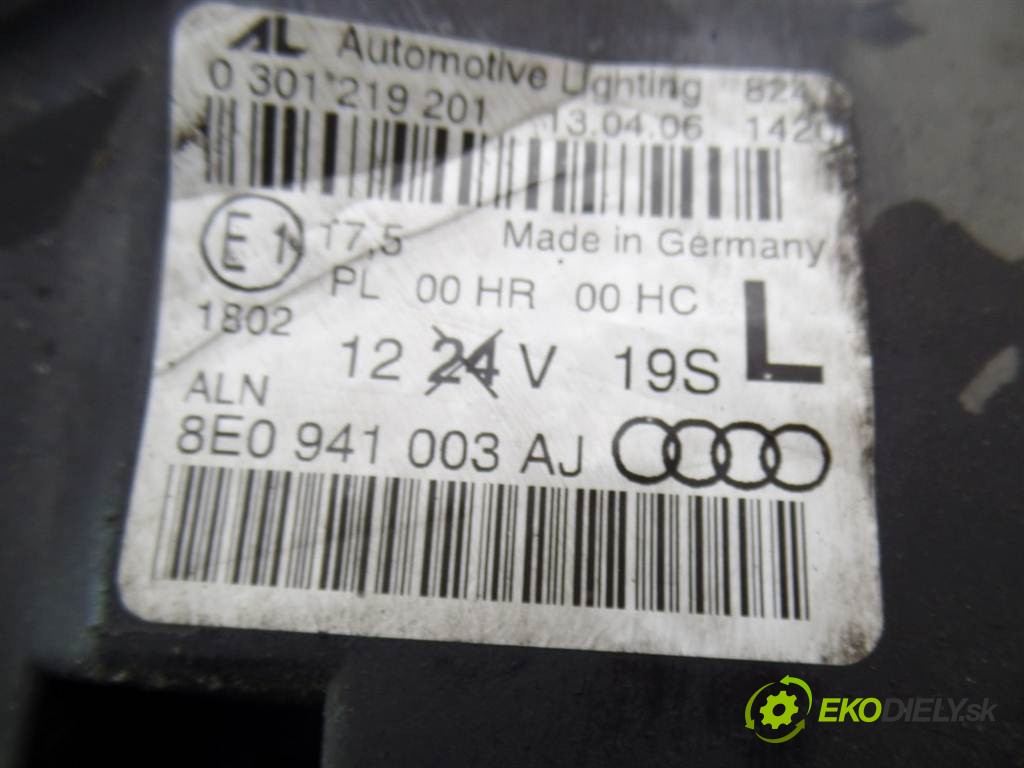 AL Automotive Lighting 824
0 301 219 201 13.04.06 1420
E1 17,5 Made in Germany
PL 00 HR 00 HC L
1802
12 24 V 19S
ALN
8E0 941 003 AJ
EKODIELY.sk